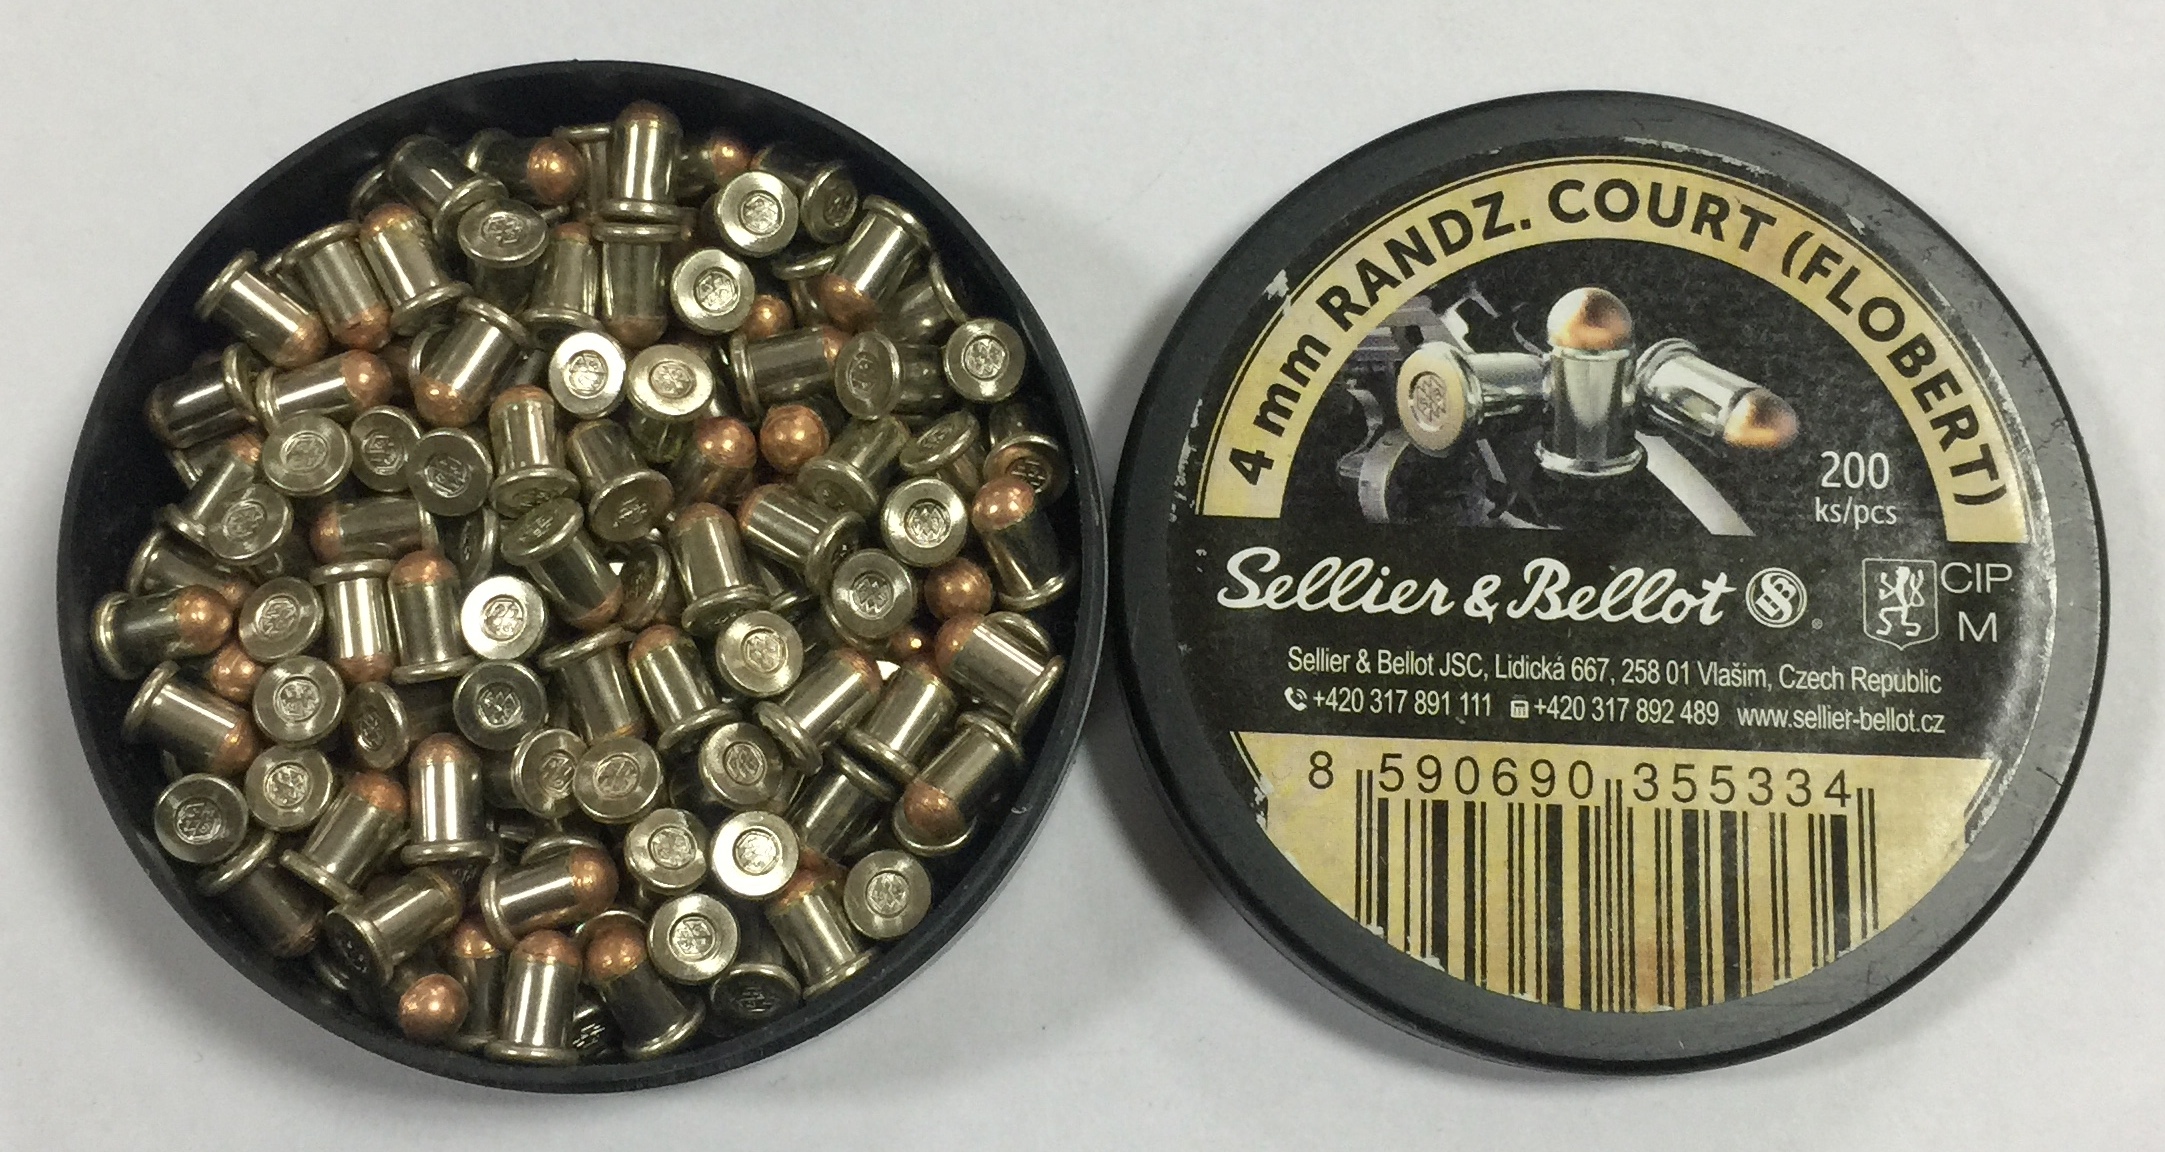 4 mm RANDZ. COURT (FLOBERT)
200
ks/pcs
Sellier & Bellot
CIP
M
Sellier & Bellot JSC, Lidická 667, 258 01 Vlašim, Czech Republic
+420 317 891 111 +420 317 892 489 www.sellier-bellot.cz
8 590690 355334